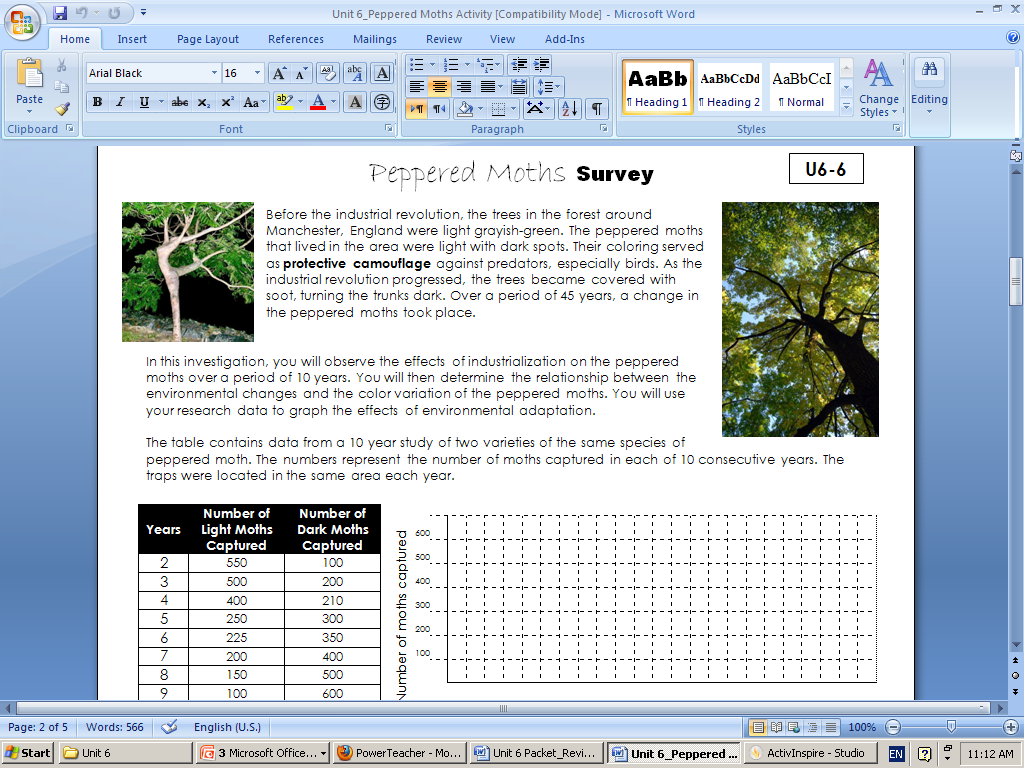 Unit 6_Peppered Moths Activity [Compatibility Mode] - Microsoft Word
Home Insert Page Layout References Mailings Review View Add-Ins
Paste
Arial Black 16
AaBb AaBbCcDd AaBbCcI
¶ Heading 1 ¶ Heading 2 ¶ Normal
Change Styles
Editing
Clipboard Font Paragraph Styles
Peppered Moths Survey
U6-6
Before the industrial revolution, the trees in the forest around
Manchester, England were light grayish-green. The peppered moths
that lived in the area were light with dark spots. Their coloring served
as protective camouflage against predators, especially birds. As the
industrial revolution progressed, the trees became covered with
soot, turning the trunks dark. Over a period of 45 years, a change in
the peppered moths took place.
In this investigation, you will observe the effects of industrialization on the peppered
moths over a period of 10 years. You will then determine the relationship between the
environmental changes and the color variation of the peppered moths. You will use
your research data to graph the effects of environmental adaptation.
The table contains data from a 10 year study of two varieties of the same species of
peppered moth. The numbers represent the number of moths captured in each of 10 consecutive years. The
traps were located in the same area each year.
Years Number of Light Moths Captured Number of Dark Moths Captured
2 550 100
3 500 200
4 400 210
5 250 300
6 225 350
7 200 400
8 150 500
9 100 600
Number of moths captured
600
500
400
300
200
100
Page: 2 of 5 Words: 566 English (U.S.) 100%
Start Unit 6 3 Microsoft Office... PowerTeacher - Mo... Unit 6 Packet_Revi... Unit 6_Peppered ... ActivInspire - Studio EN 11:12 AM